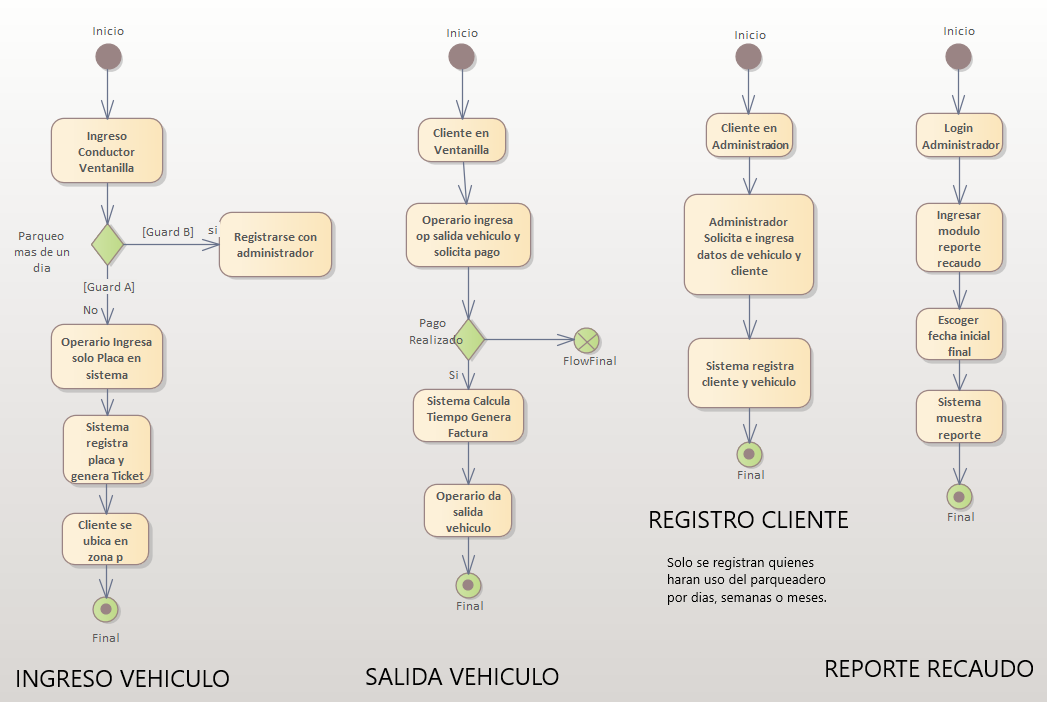 Inicio
Ingreso
Conductor
Ventanilla
Parqueo
mas de un
dia
[Guard B]
si
Registrarse con
administrador
[Guard A]
No
Operario Ingresa
solo Placa en
sistema
Sistema
registra
placa y
genera Ticket
Cliente se
ubica en
zona p
Final
INGRESO VEHICULO
Inicio
Cliente en
Ventanilla
Operario ingresa
op salida vehiculo y
solicita pago
Pago
Realizado
FlowFinal
Si
Sistema Calcula
Tiempo Genera
Factura
Operario da
salida
vehiculo
Final
SALIDA VEHICULO
Inicio
Cliente en
Administracion
Administrador
Solicita e ingresa
datos de vehiculo y
cliente
Sistema registra
cliente y vehiculo
Final
REGISTRO CLIENTE
Solo se registran quienes
haran uso del parqueadero
por dias, semanas o meses.
Inicio
Login
Administrador
Ingresar
modulo
reporte
recaudo
Escoger
fecha inicial
final
Sistema
muestra
reporte
Final
REPORTE RECAUDO